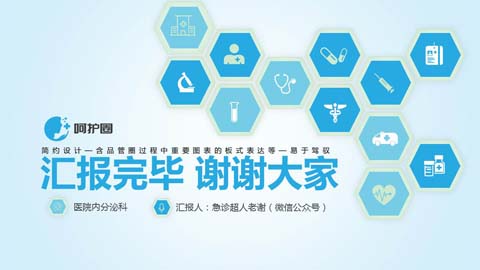 呵护圈
简约设计—含品管圈过程中重要图表的板式表达等—易于驾驭
汇报完毕 谢谢大家
医院内分泌科
汇报人：急诊超人老谢（微信公众号）